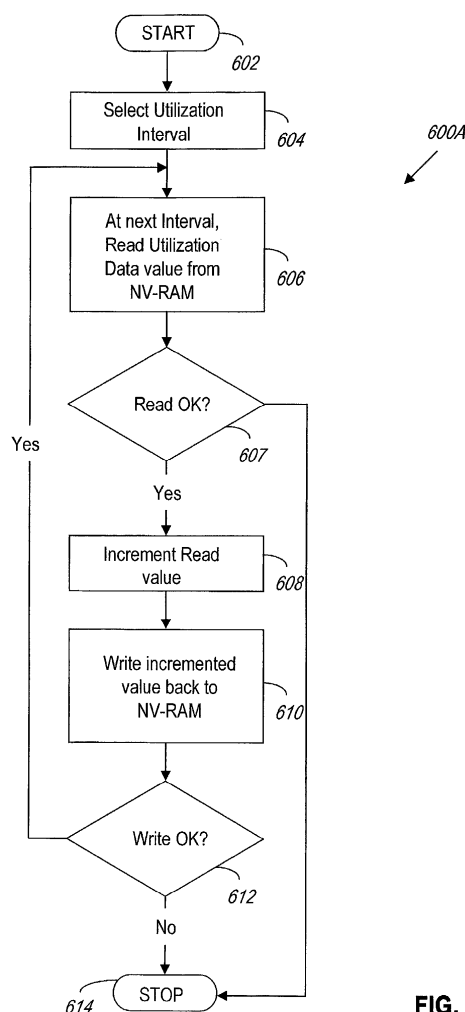 START
602
Select Utilization
Interval
604
600A
At next Interval,
Read Utilization
Data value from
NV-RAM
606
Read OK?
607
Yes
Yes
Increment Read
value
608
Write incremented
value back to
NV-RAM
610
Write OK?
612
No
STOP
614
FIG.